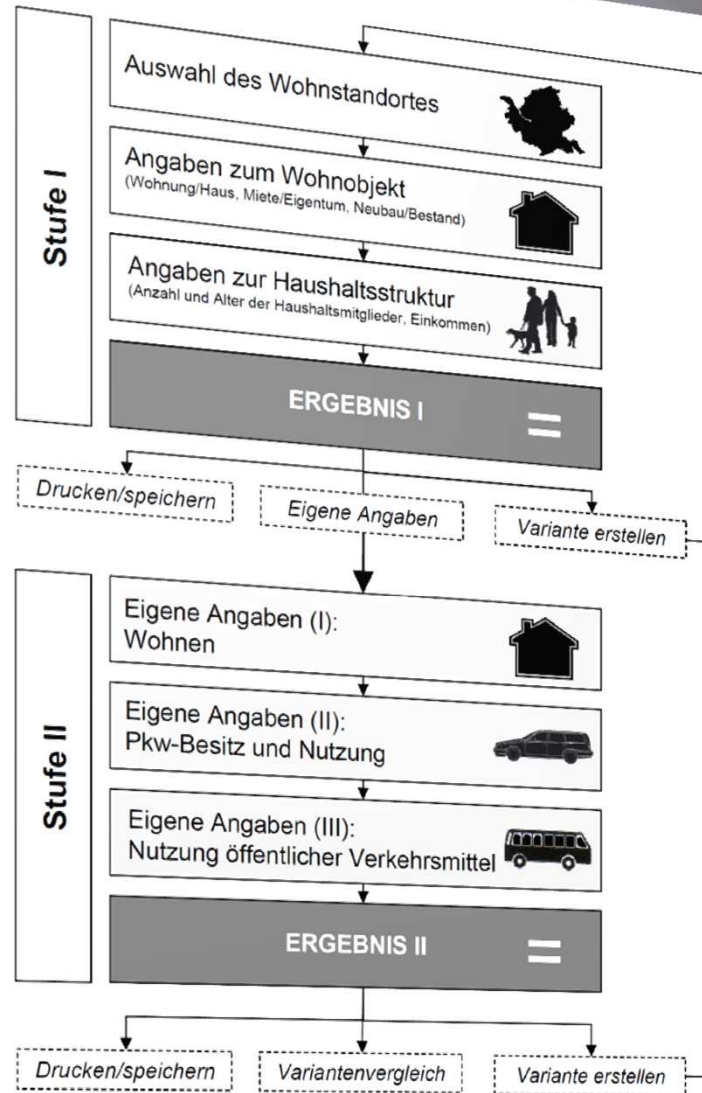 Stufe I
Auswahl des Wohnstandortes
Angaben zum Wohnobjekt
(Wohnung/Haus, Miete/Eigentum, Neubau/Bestand)
Angaben zur Haushaltsstruktur
(Anzahl und Alter der Haushaltsmitglieder, Einkommen)
ERGEBNIS I =
Drucken/speichern
Eigene Angaben
Variante erstellen
Stufe II
Eigene Angaben (I):
Wohnen
Eigene Angaben (II):
Pkw-Besitz und Nutzung
Eigene Angaben (III):
Nutzung öffentlicher Verkehrsmittel
ERGEBNIS II =
Drucken/speichern
Variantenvergleich
Variante erstellen